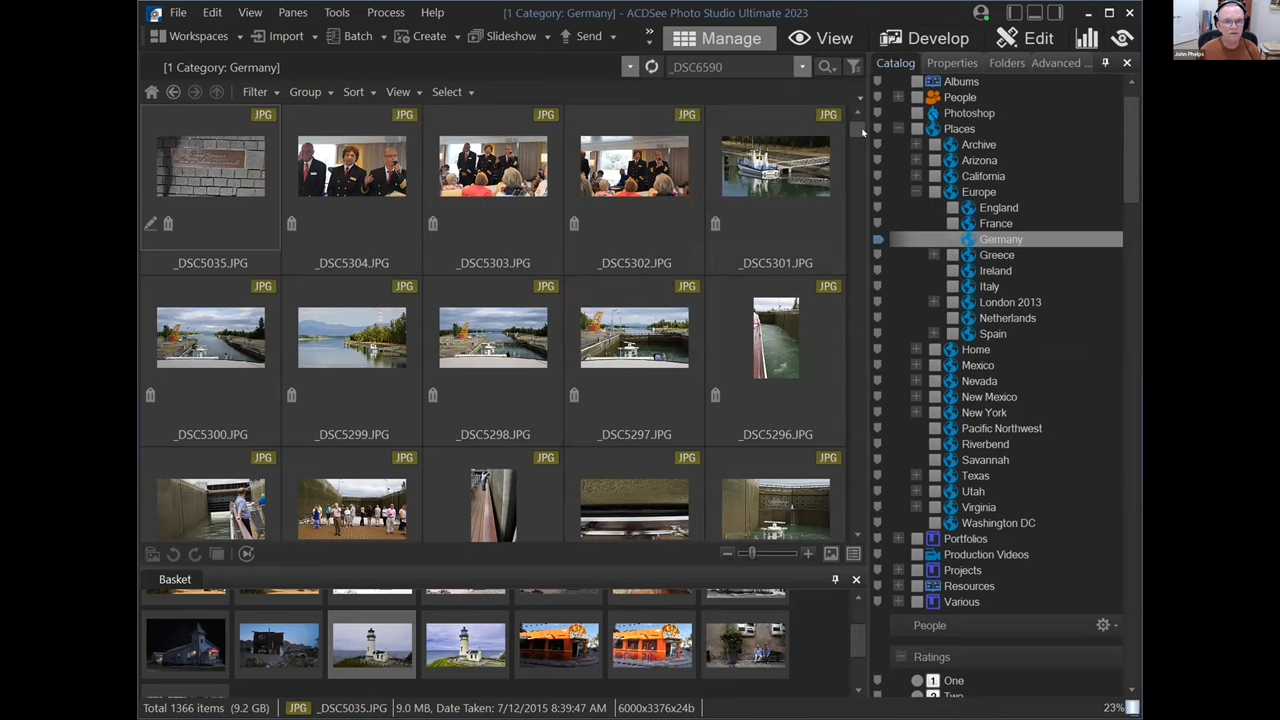 File Edit View Panes Tools Process Help [1 Category: Germany] - ACDSee Photo Studio Ultimate 2023
Workspaces Import Batch Create Slideshow Send Manage View Develop Edit
[1 Category: Germany] _DSC6590 Catalog Properties Folders Advanced ...
Filter Group Sort View Select
JPG JPG JPG JPG JPG
_DSC5035.JPG _DSC5304.JPG _DSC5303.JPG _DSC5302.JPG _DSC5301.JPG
JPG JPG JPG JPG JPG
_DSC5300.JPG _DSC5299.JPG _DSC5298.JPG _DSC5297.JPG _DSC5296.JPG
JPG JPG JPG JPG JPG
Basket
Total 1366 items (9.2 GB) JPG _DSC5035.JPG 9.0 MB, Date Taken: 7/12/2015 8:39:47 AM 6000x3376x24b 23%
Albums
People
Photoshop
Places
Archive
Arizona
California
Europe
England
France
Germany
Greece
Ireland
Italy
London 2013
Netherlands
Spain
Home
Mexico
Nevada
New Mexico
New York
Pacific Northwest
Riverbend
Savannah
Texas
Utah
Virginia
Washington DC
Portfolios
Production Videos
Projects
Resources
Various
People
Ratings
1 One
2 Two
John Phelps